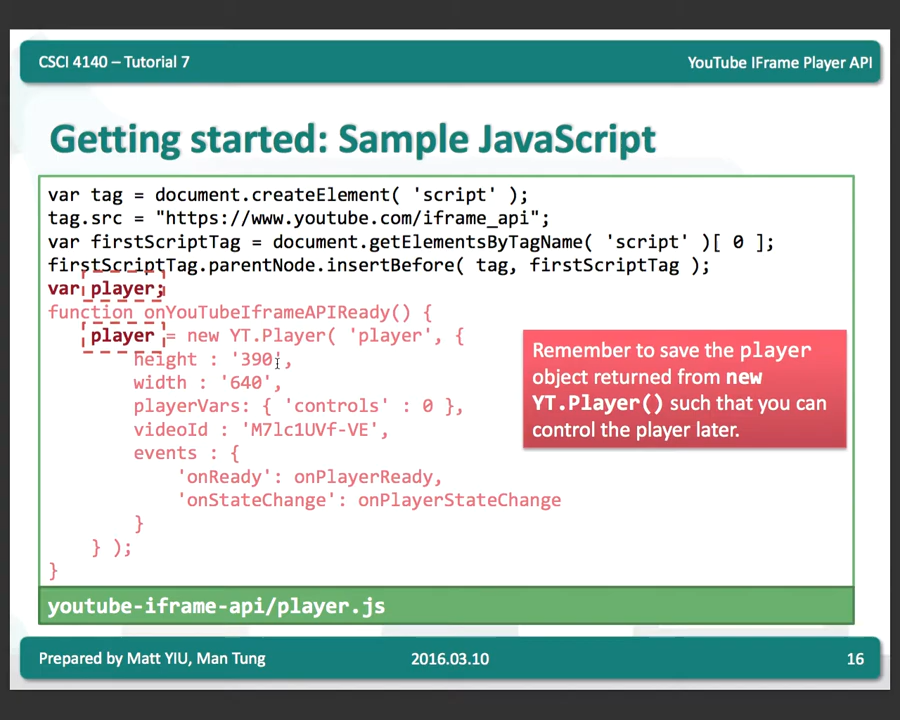 CSCI 4140 – Tutorial 7
YouTube IFrame Player API
Getting started: Sample JavaScript
var tag = document.createElement( 'script' );
tag.src = "https://www.youtube.com/iframe_api";
var firstScriptTag = document.getElementsByTagName( 'script' )[ 0 ];
firstScriptTag.parentNode.insertBefore( tag, firstScriptTag );
var player;
function onYouTubeIframeAPIReady() {
player = new YT.Player( 'player', {
height : '390',
width : '640',
playerVars: { 'controls' : 0 },
videoId : 'M7lc1UVf-VE',
events : {
'onReady': onPlayerReady,
'onStateChange': onPlayerStateChange
}
} );
}
Remember to save the player
object returned from new
YT.Player() such that you can
control the player later.
youtube-iframe-api/player.js
Prepared by Matt YIU, Man Tung
2016.03.10
16